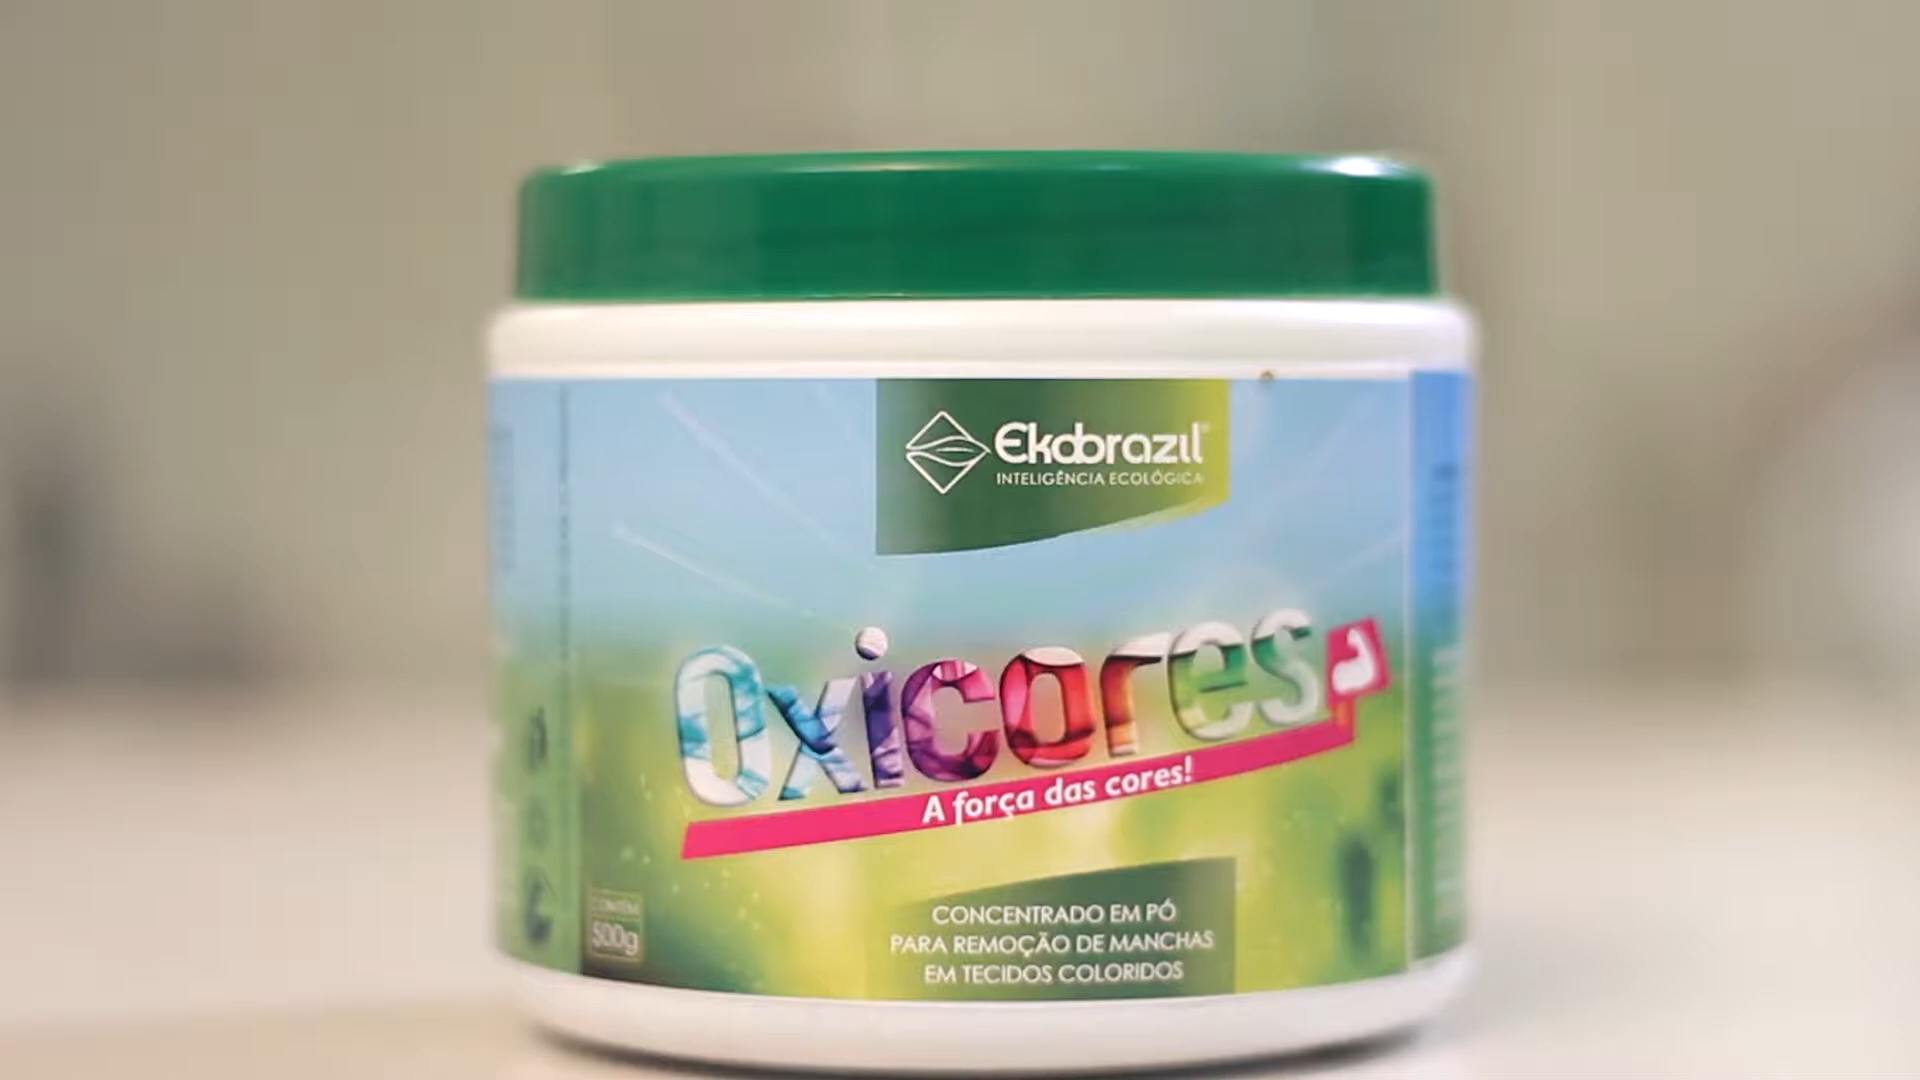 Ekobrazil
INTELIGÊNCIA ECOLÓGICA
Oxicores
A força das cores!
CONTÉM
500g
CONCENTRADO EM PÓ
PARA REMOÇÃO DE MANCHAS
EM TECIDOS COLORIDOS